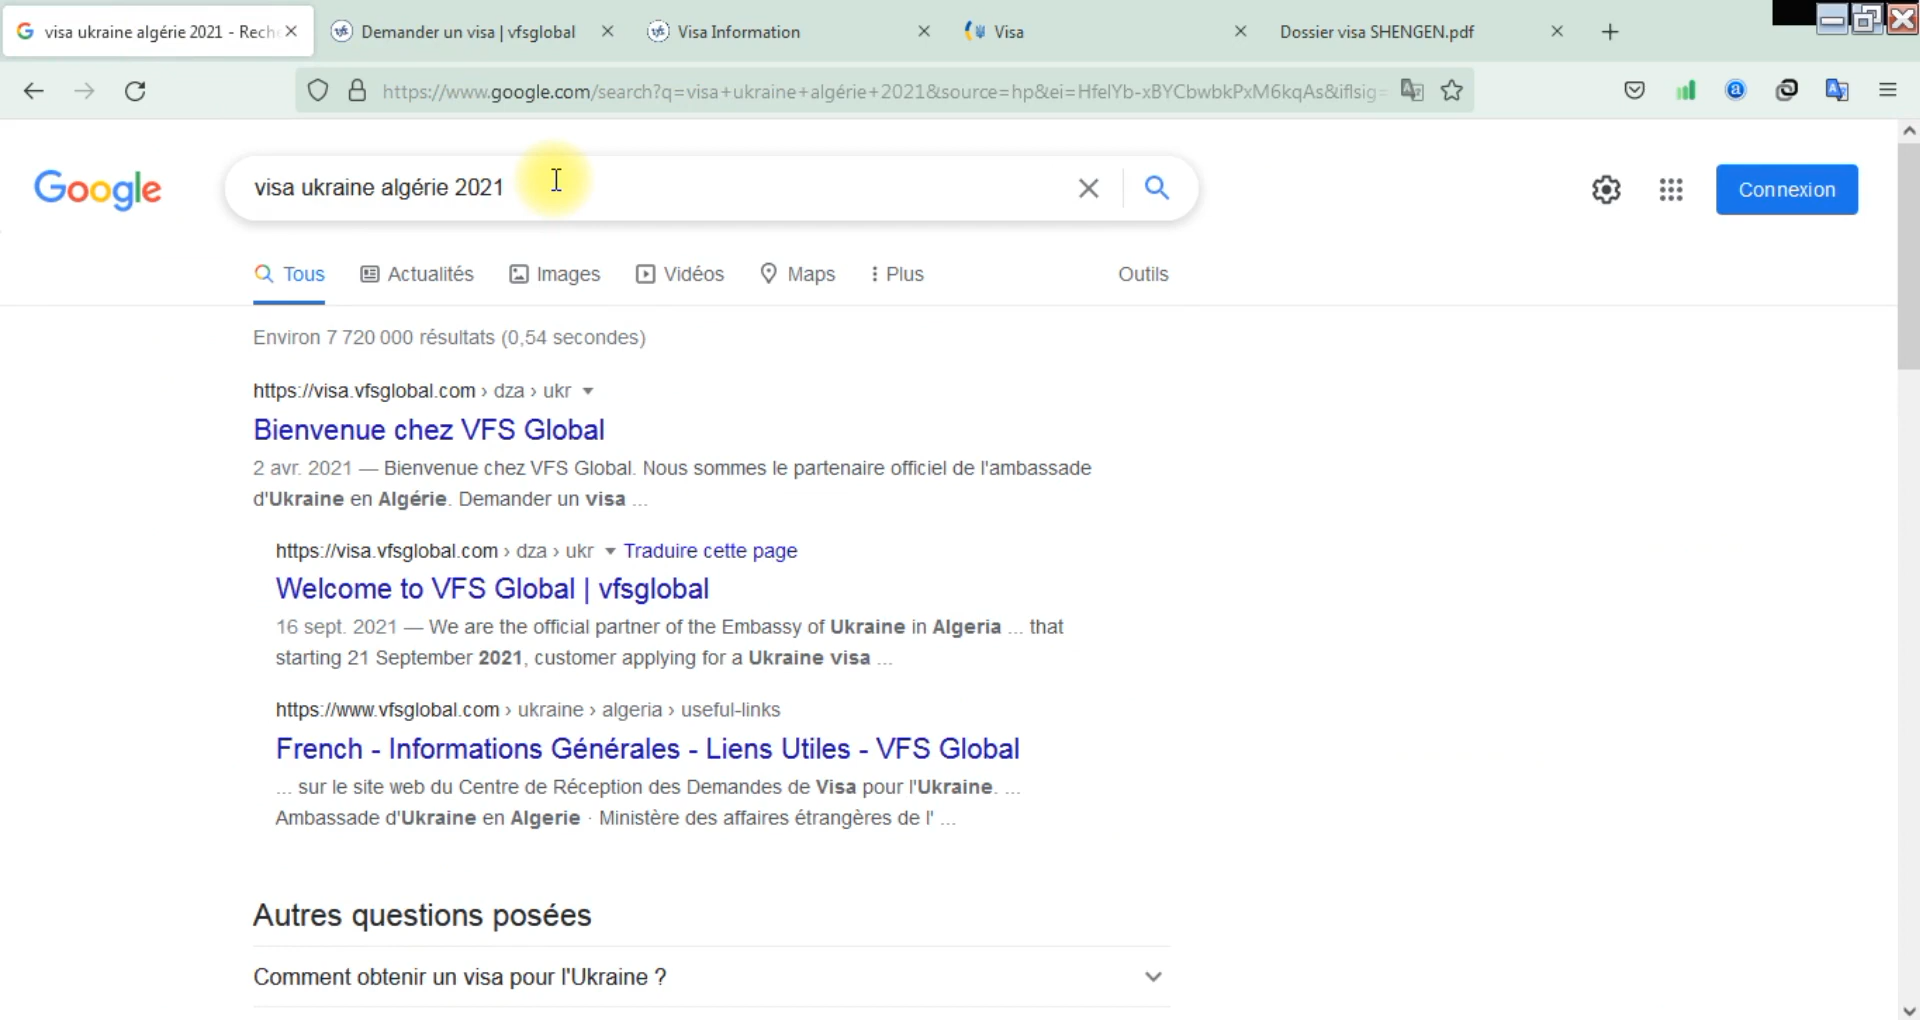 visa ukraine algérie 2021 - Rech
Demander un visa | vfsglobal
Visa Information
Visa
Dossier visa SHENGEN.pdf
https://www.google.com/search?q=visa+ukraine+algérie+2021&source=hp&ei=HfeIYb-xBYCbwbkPxM6kqAs&iflsig=
Google
visa ukraine algérie 2021
Connexion
Tous
Actualités
Images
Vidéos
Maps
Plus
Outils
Environ 7 720 000 résultats (0,54 secondes)
https://visa.vfsglobal.com › dza › ukr
Bienvenue chez VFS Global
2 avr. 2021 — Bienvenue chez VFS Global. Nous sommes le partenaire officiel de l'ambassade
d'Ukraine en Algérie. Demander un visa ...
https://visa.vfsglobal.com › dza › ukr Traduire cette page
Welcome to VFS Global | vfsglobal
16 sept. 2021 — We are the official partner of the Embassy of Ukraine in Algeria ... that
starting 21 September 2021, customer applying for a Ukraine visa ...
https://www.vfsglobal.com › ukraine › algeria › useful-links
French - Informations Générales - Liens Utiles - VFS Global
... sur le site web du Centre de Réception des Demandes de Visa pour l'Ukraine. ...
Ambassade d'Ukraine en Algerie · Ministère des affaires étrangères de l' ...
Autres questions posées
Comment obtenir un visa pour l'Ukraine ?